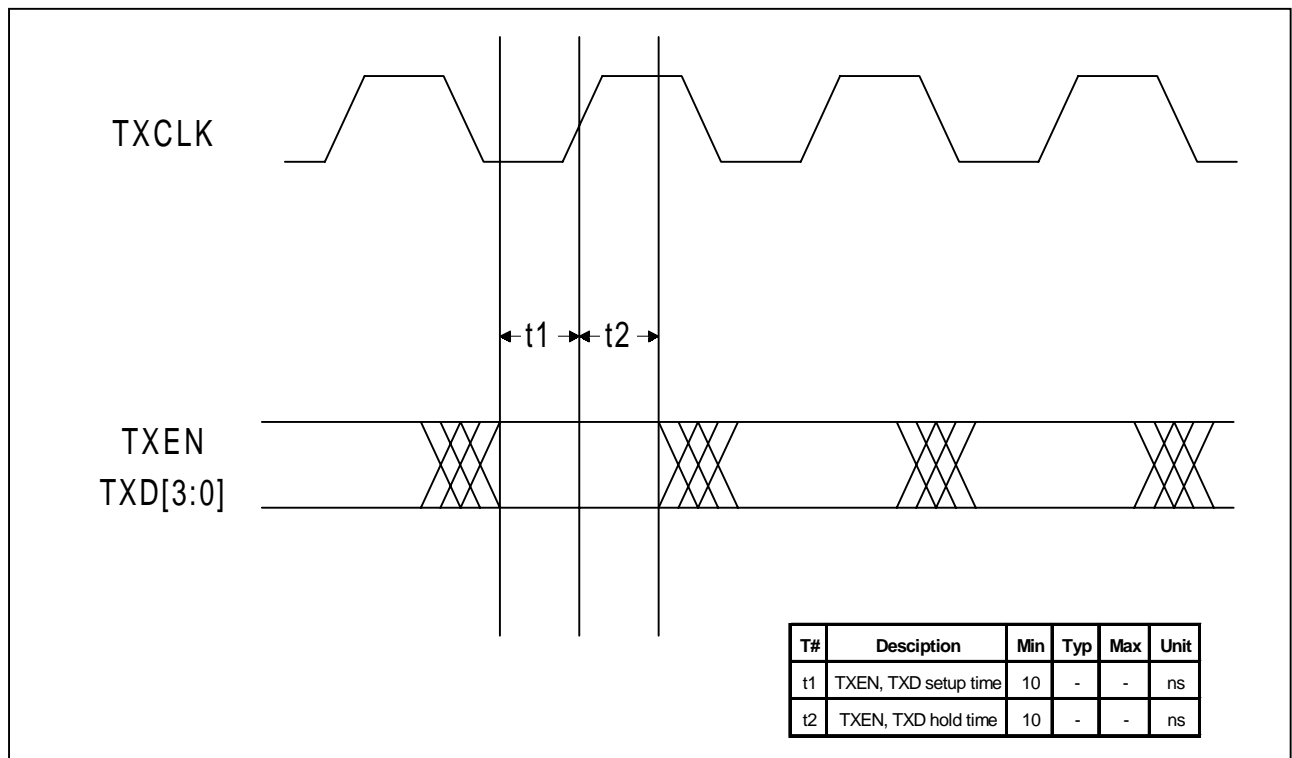 TXCLK
t1 t2
TXEN
TXD[3:0]
T# Desciption Min Typ Max Unit
t1 TXEN, TXD setup time 10 - - ns
t2 TXEN, TXD hold time 10 - - ns